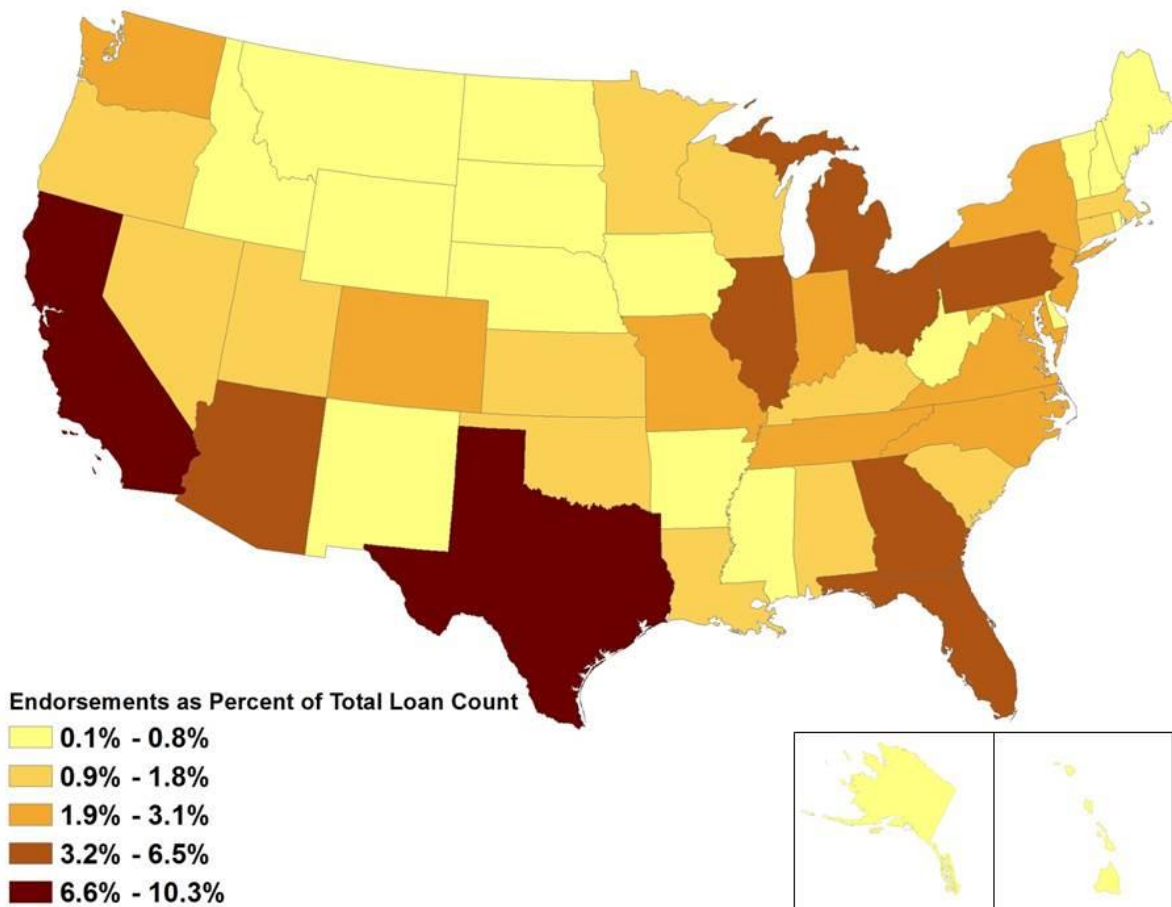 Endorsements as Percent of Total Loan Count
0.1% - 0.8%
0.9% - 1.8%
1.9% - 3.1%
3.2% - 6.5%
6.6% - 10.3%